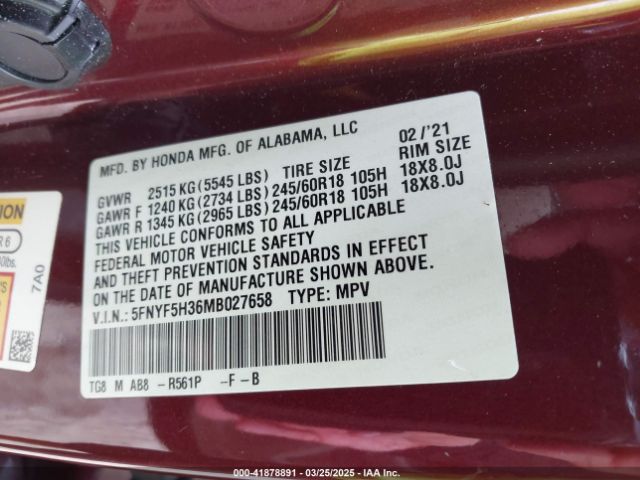 MFD. BY HONDA MFG. OF ALABAMA, LLC 02/'21
GVWR 2515 KG (5545 LBS) TIRE SIZE RIM SIZE
GAWR F 1240 KG (2734 LBS) 245/60R18 105H 18X8.0J
GAWR R 1345 KG (2965 LBS) 245/60R18 105H 18X8.0J
THIS VEHICLE CONFORMS TO ALL APPLICABLE
FEDERAL MOTOR VEHICLE SAFETY
AND THEFT PREVENTION STANDARDS IN EFFECT
ON THE DATE OF MANUFACTURE SHOWN ABOVE.
V.I.N.: 5FNYF5H36MB027658 TYPE: MPV
TG8 M AB8 - R561P - F - B
7A0
000-41878891 - 03/25/2025 - IAA Inc.